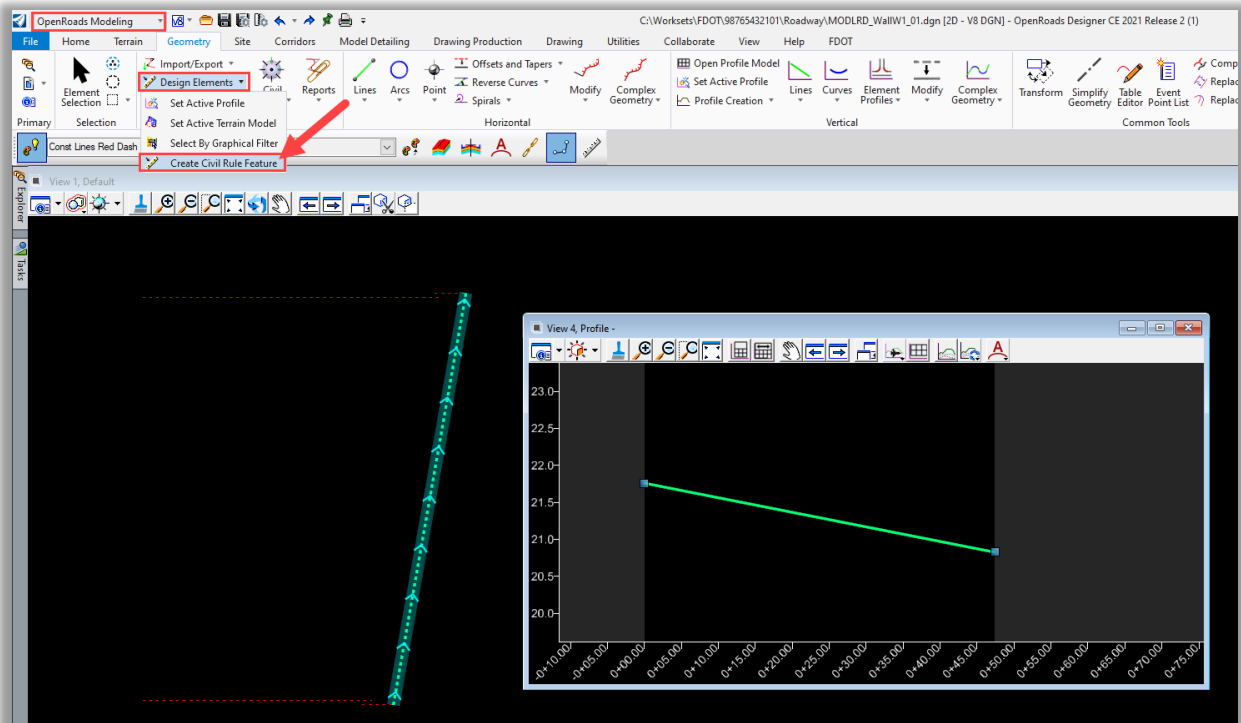 OpenRoads Modeling C:\Worksets\FDOT\98765432101\Roadway\MODLRD_WallW1_01.dgn [2D - V8 DGN] - OpenRoads Designer CE 2021 Release 2 (1)
File Home Terrain Geometry Site Corridors Model Detailing Drawing Production Drawing Utilities Collaborate View Help FDOT
Import/Export
Design Elements
Set Active Profile
Set Active Terrain Model
Select By Graphical Filter
Create Civil Rule Feature
Element Selection
Primary
Selection
Reports
Lines
Arcs
Point
Offsets and Tapers
Reverse Curves
Spirals
Modify
Complex Geometry
Horizontal
Open Profile Model
Set Active Profile
Profile Creation
Lines
Curves
Element Profiles
Modify
Complex Geometry
Vertical
Transform
Simplify Geometry
Table Editor
Event Point List
Common Tools
Const Lines Red Dash
Explorer
Tasks
View 1, Default
View 4, Profile -
23.0
22.5
22.0
21.5
21.0
20.5
20.0
-0+10.00 -0+05.00 0+00.00 0+05.00 0+10.00 0+15.00 0+20.00 0+25.00 0+30.00 0+35.00 0+40.00 0+45.00 0+50.00 0+55.00 0+60.00 0+65.00 0+70.00 0+75.00